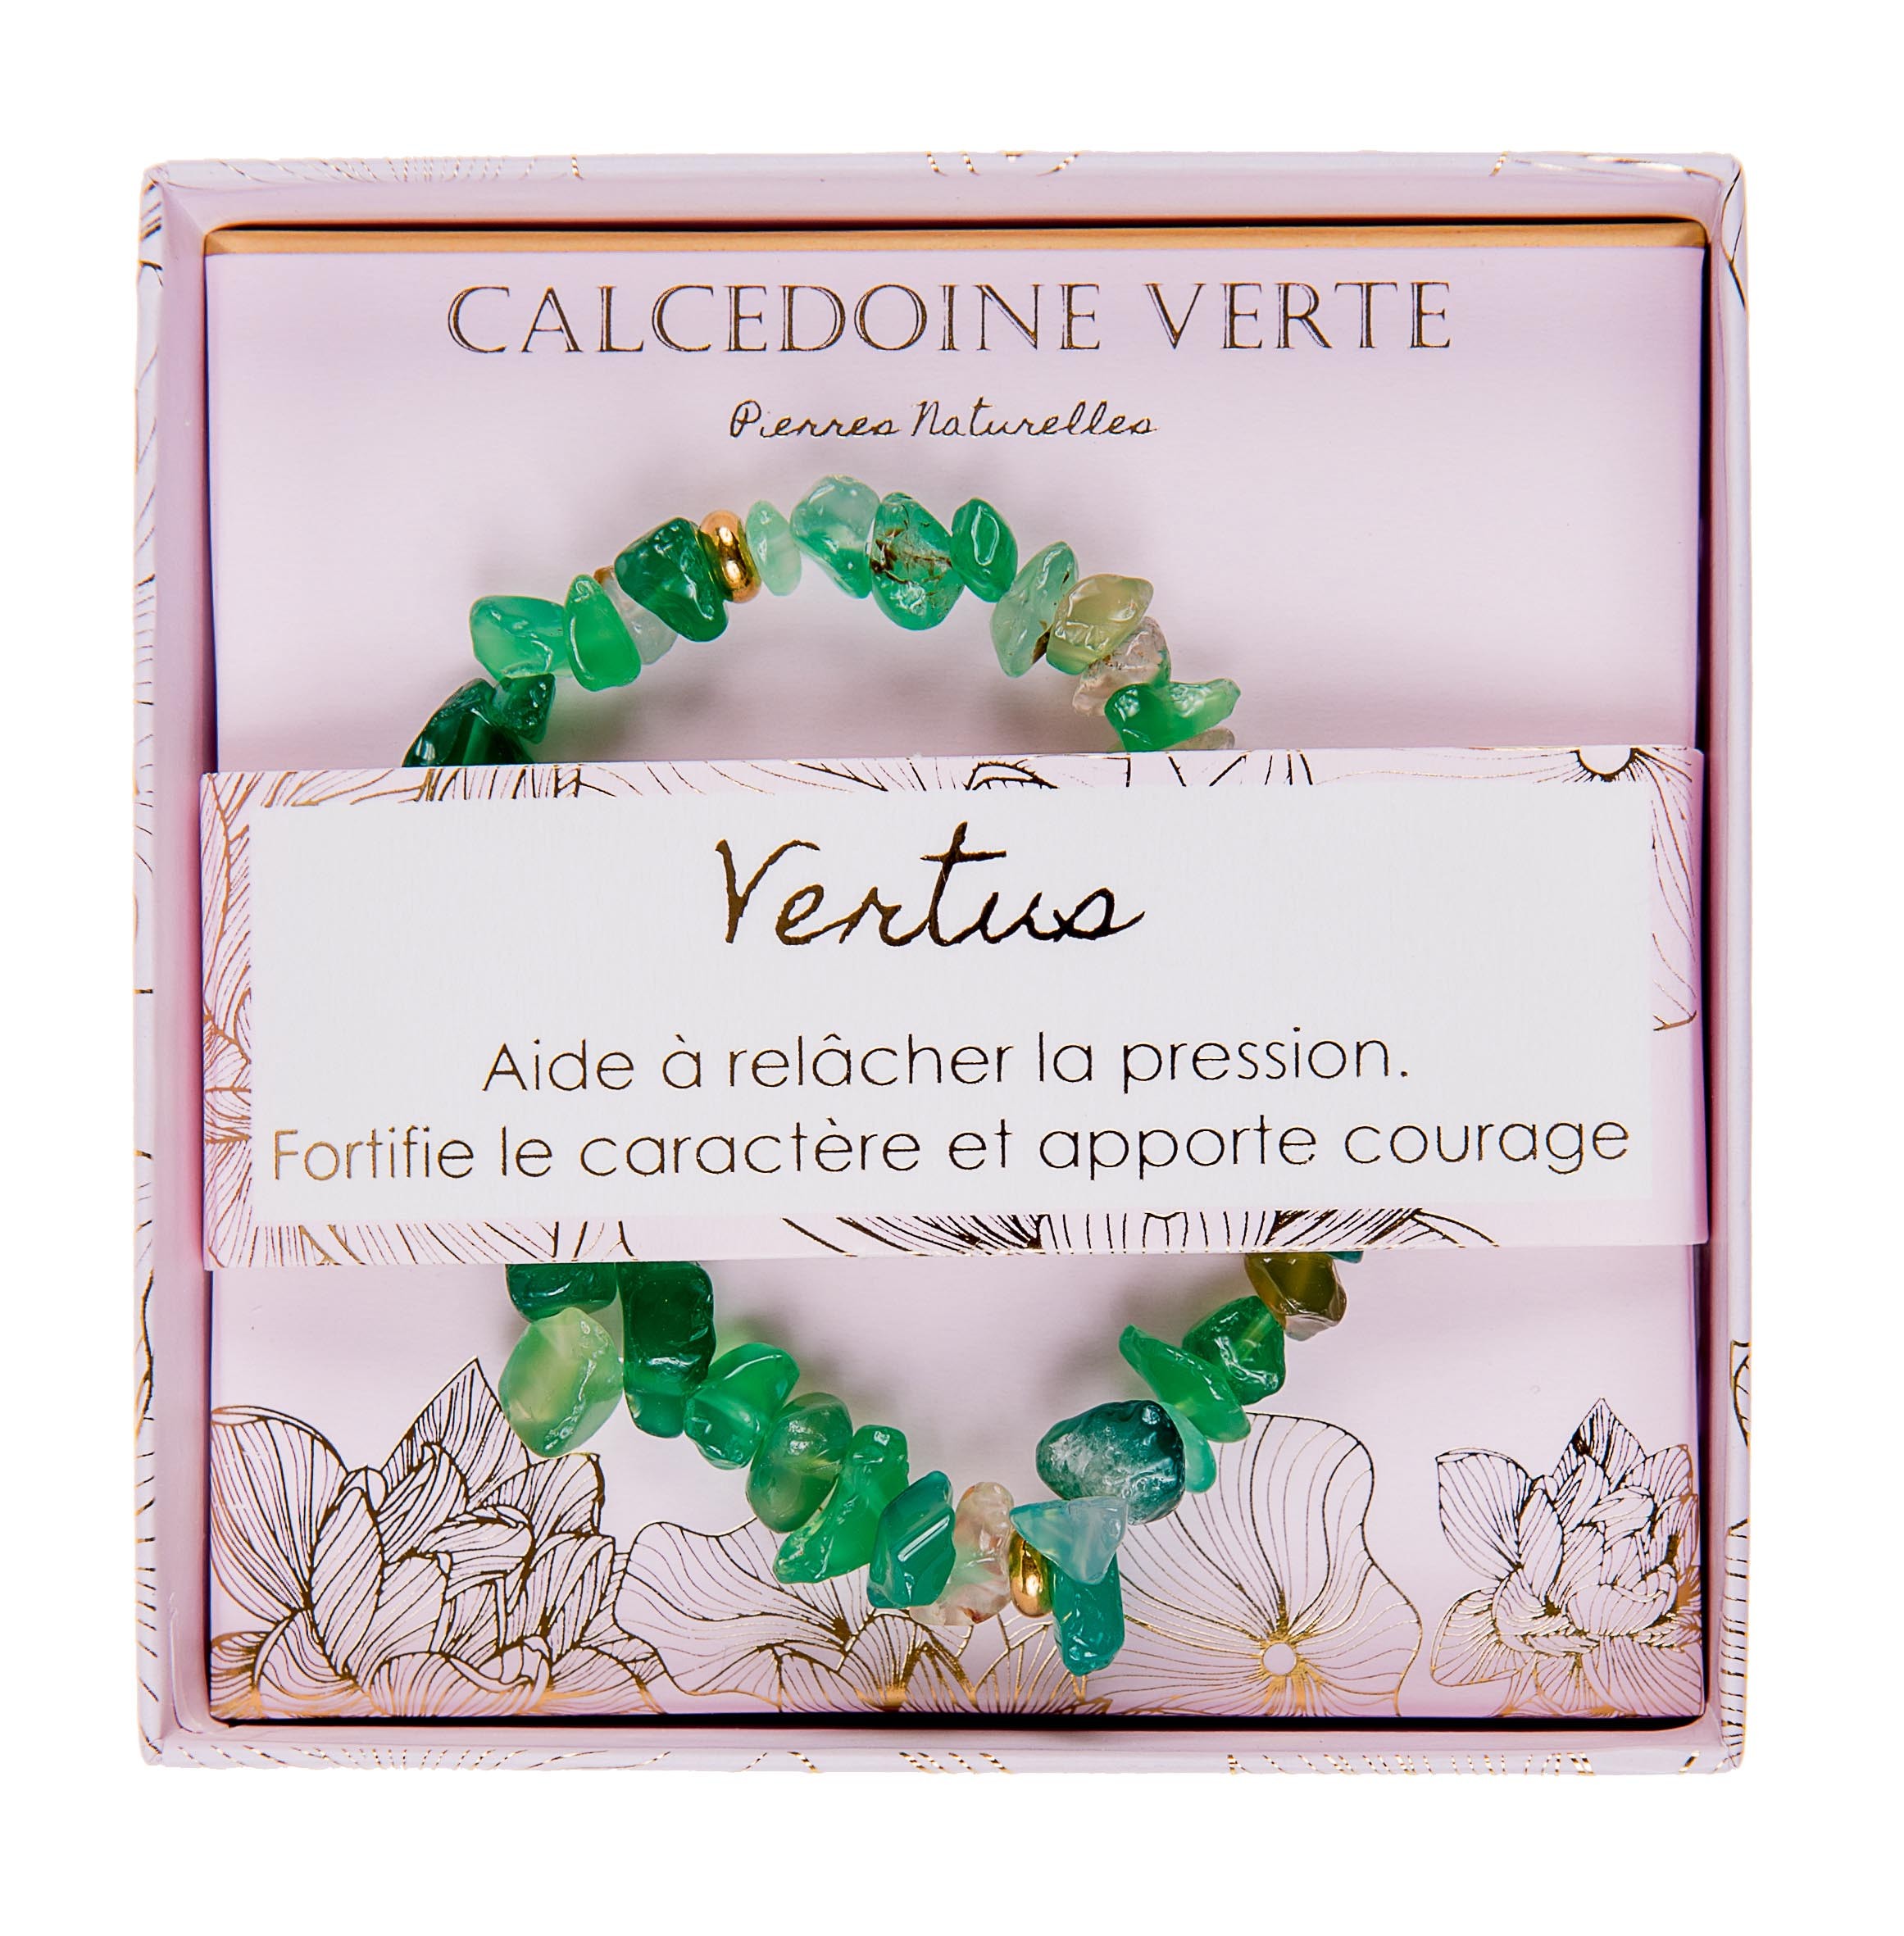 CALCEDOINE VERTE
Pierres Naturelles
Vertus
Aide à relâcher la pression.
Fortifie le caractère et apporte courage